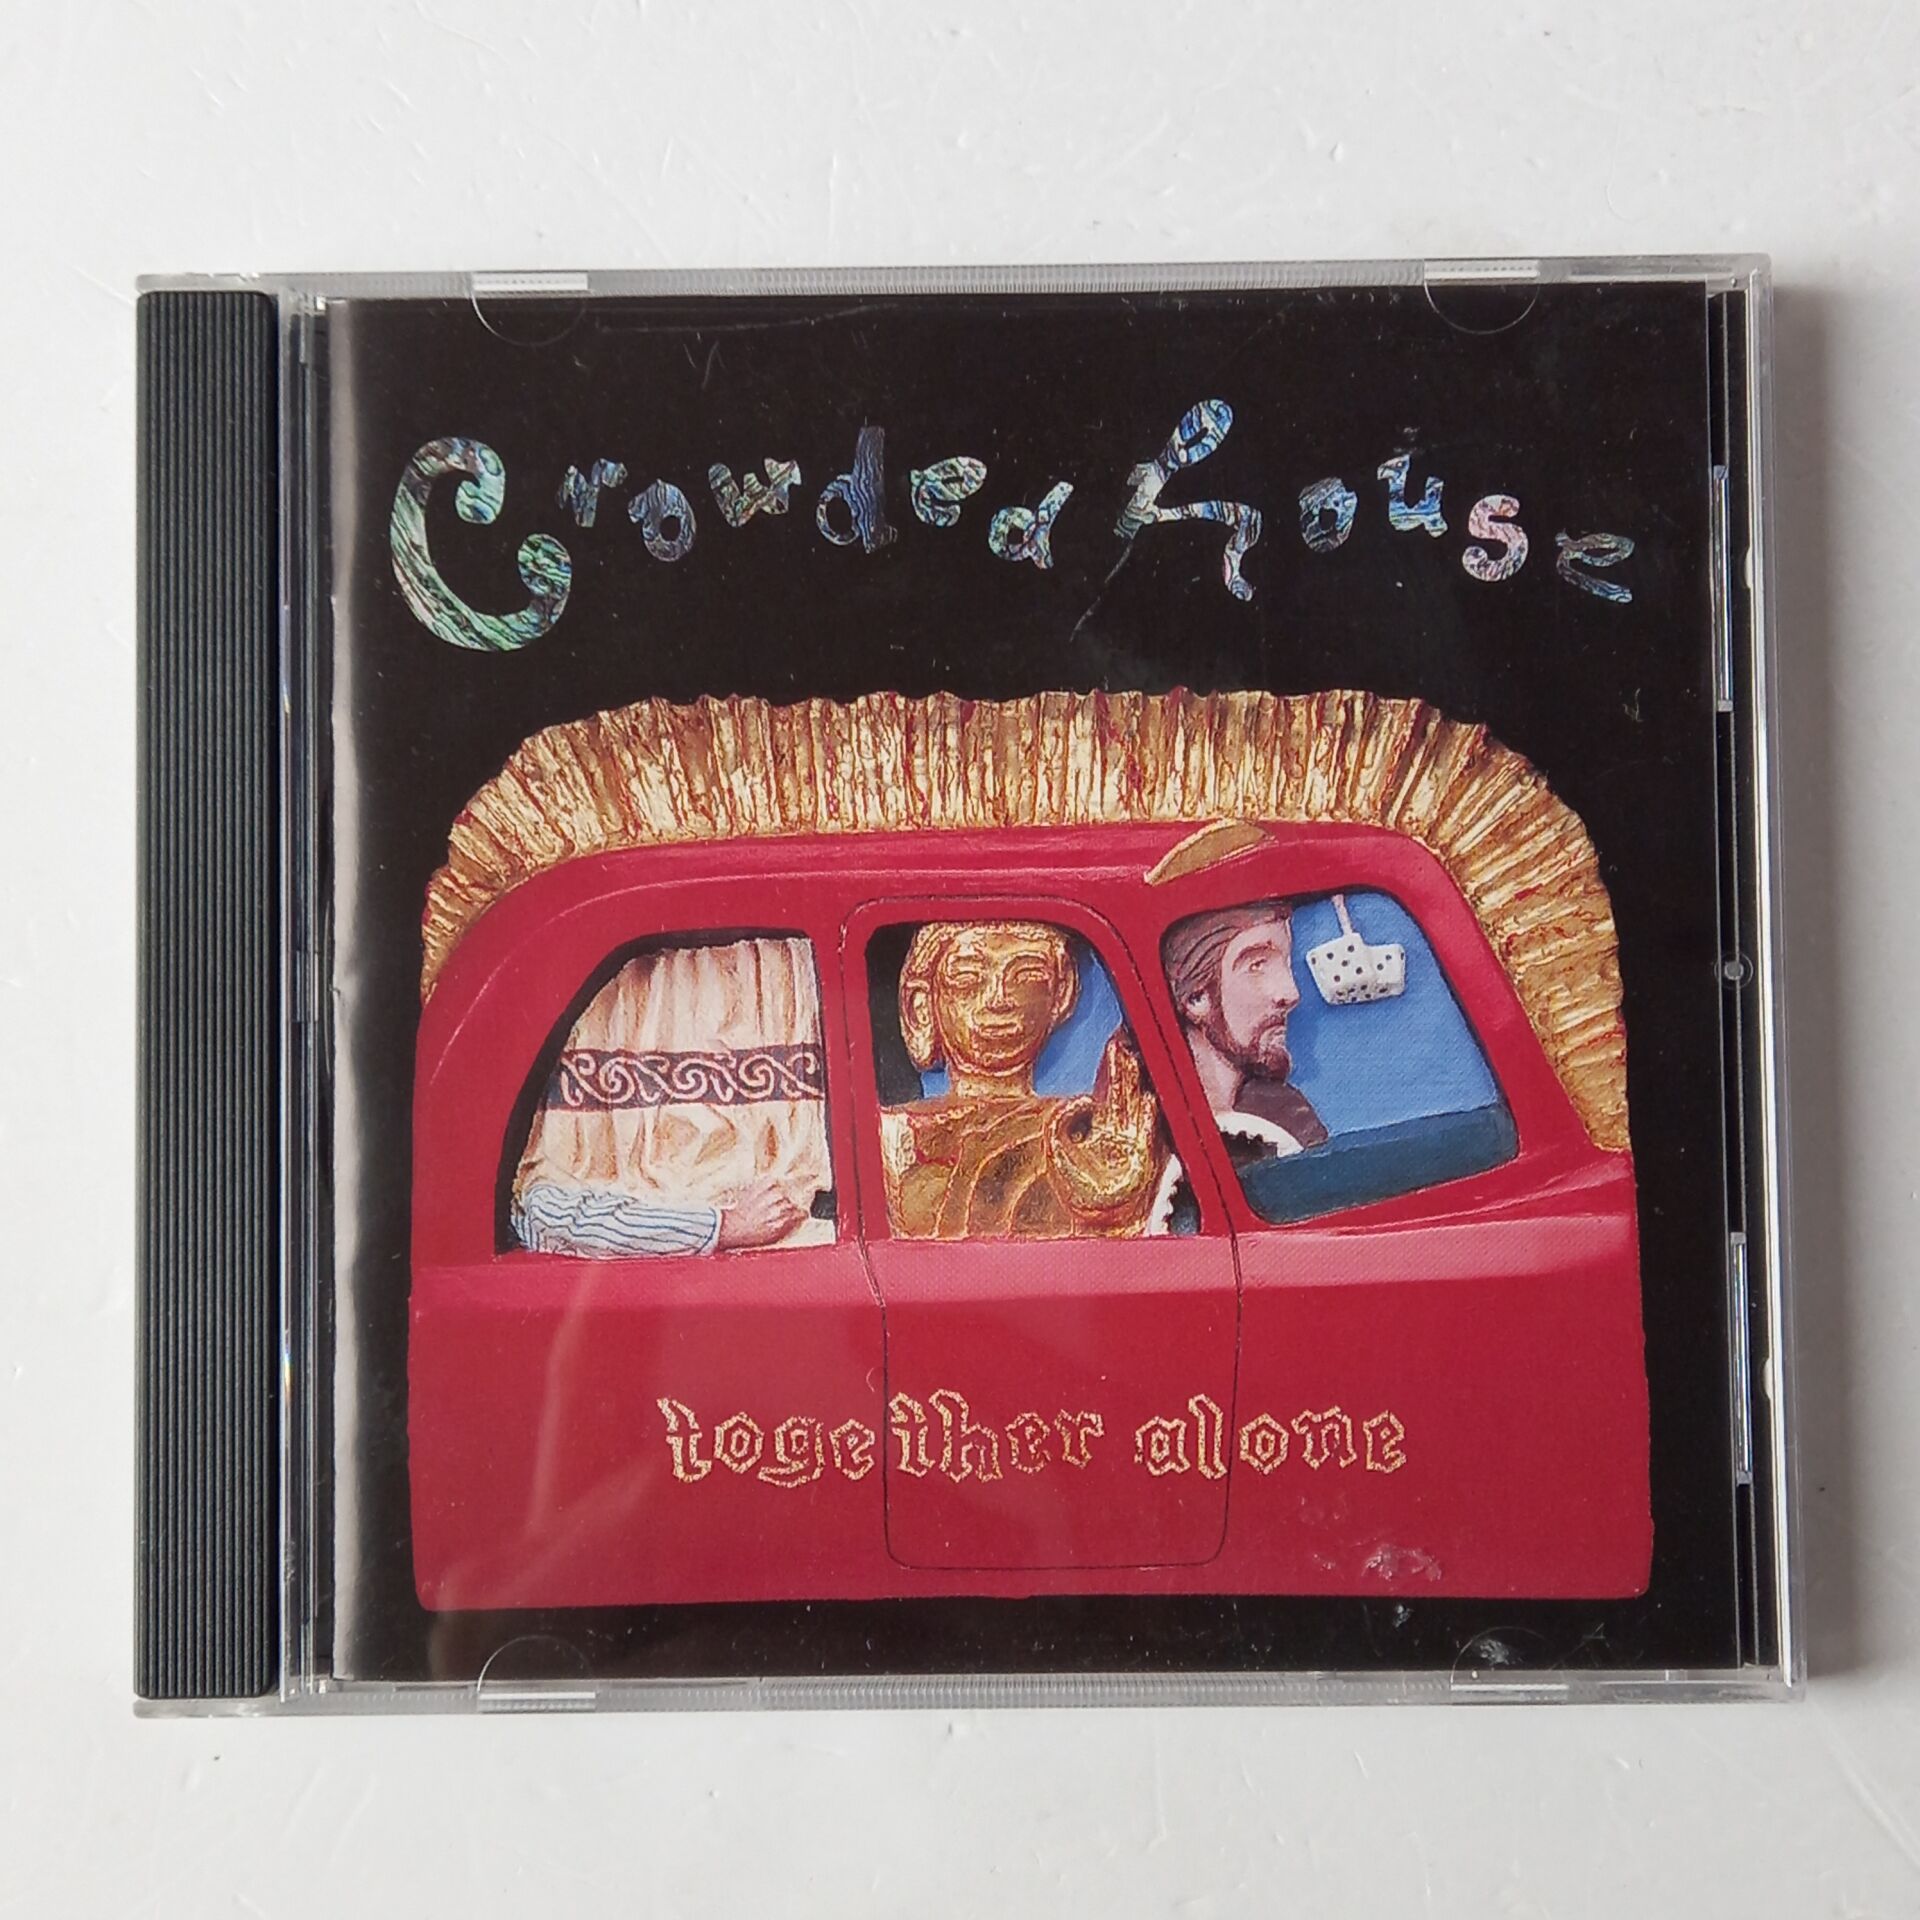 Crowded house
together alone